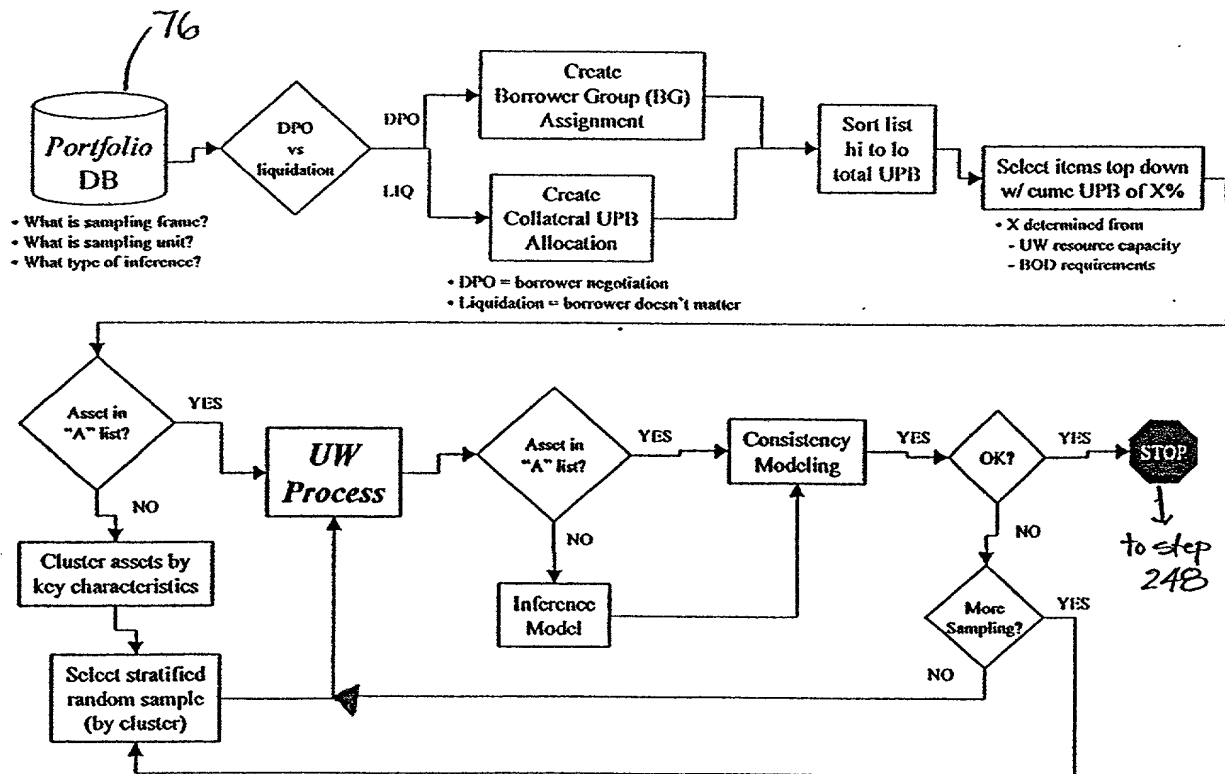 76
Portfolio
DB
• What is sampling frame?
• What is sampling unit?
• What type of inference?
DPO
vs
liquidation
DPO
LIQ
Create
Borrower Group (BG)
Assignment
Create
Collateral UPB
Allocation
• DPO = borrower negotiation
• Liquidation = borrower doesn't matter
Sort list
hi to lo
total UPB
Select items top down
w/ cume UPB of X%
• X determined from
- UW resource capacity
- BOD requirements
Asset in
"A" list?
YES
NO
Cluster assets by
key characteristics
Select stratified
random sample
(by cluster)
UW
Process
Asset in
"A" list?
YES
NO
Inference
Model
Consistency
Modeling
YES
OK?
YES
STOP
to step
248
NO
More
Sampling?
YES
NO